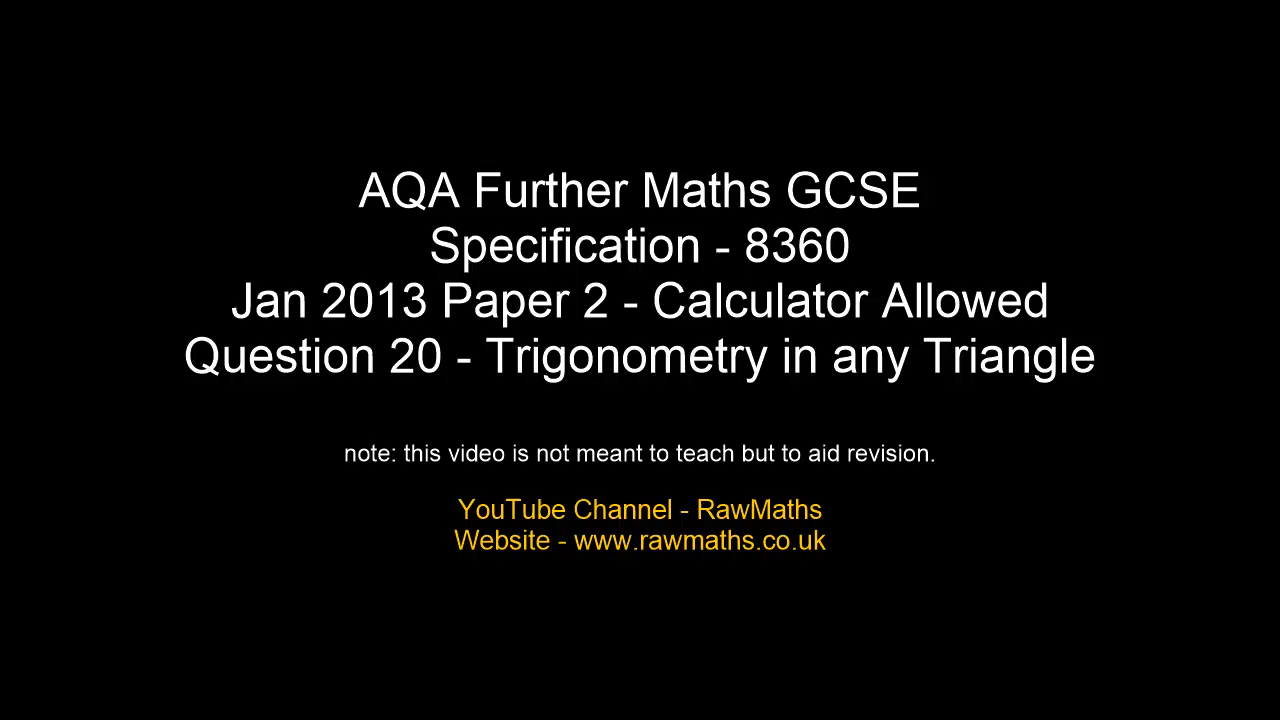 AQA Further Maths GCSE
Specification - 8360
Jan 2013 Paper 2 - Calculator Allowed
Question 20 - Trigonometry in any Triangle
note: this video is not meant to teach but to aid revision.
YouTube Channel - RawMaths
Website - www.rawmaths.co.uk